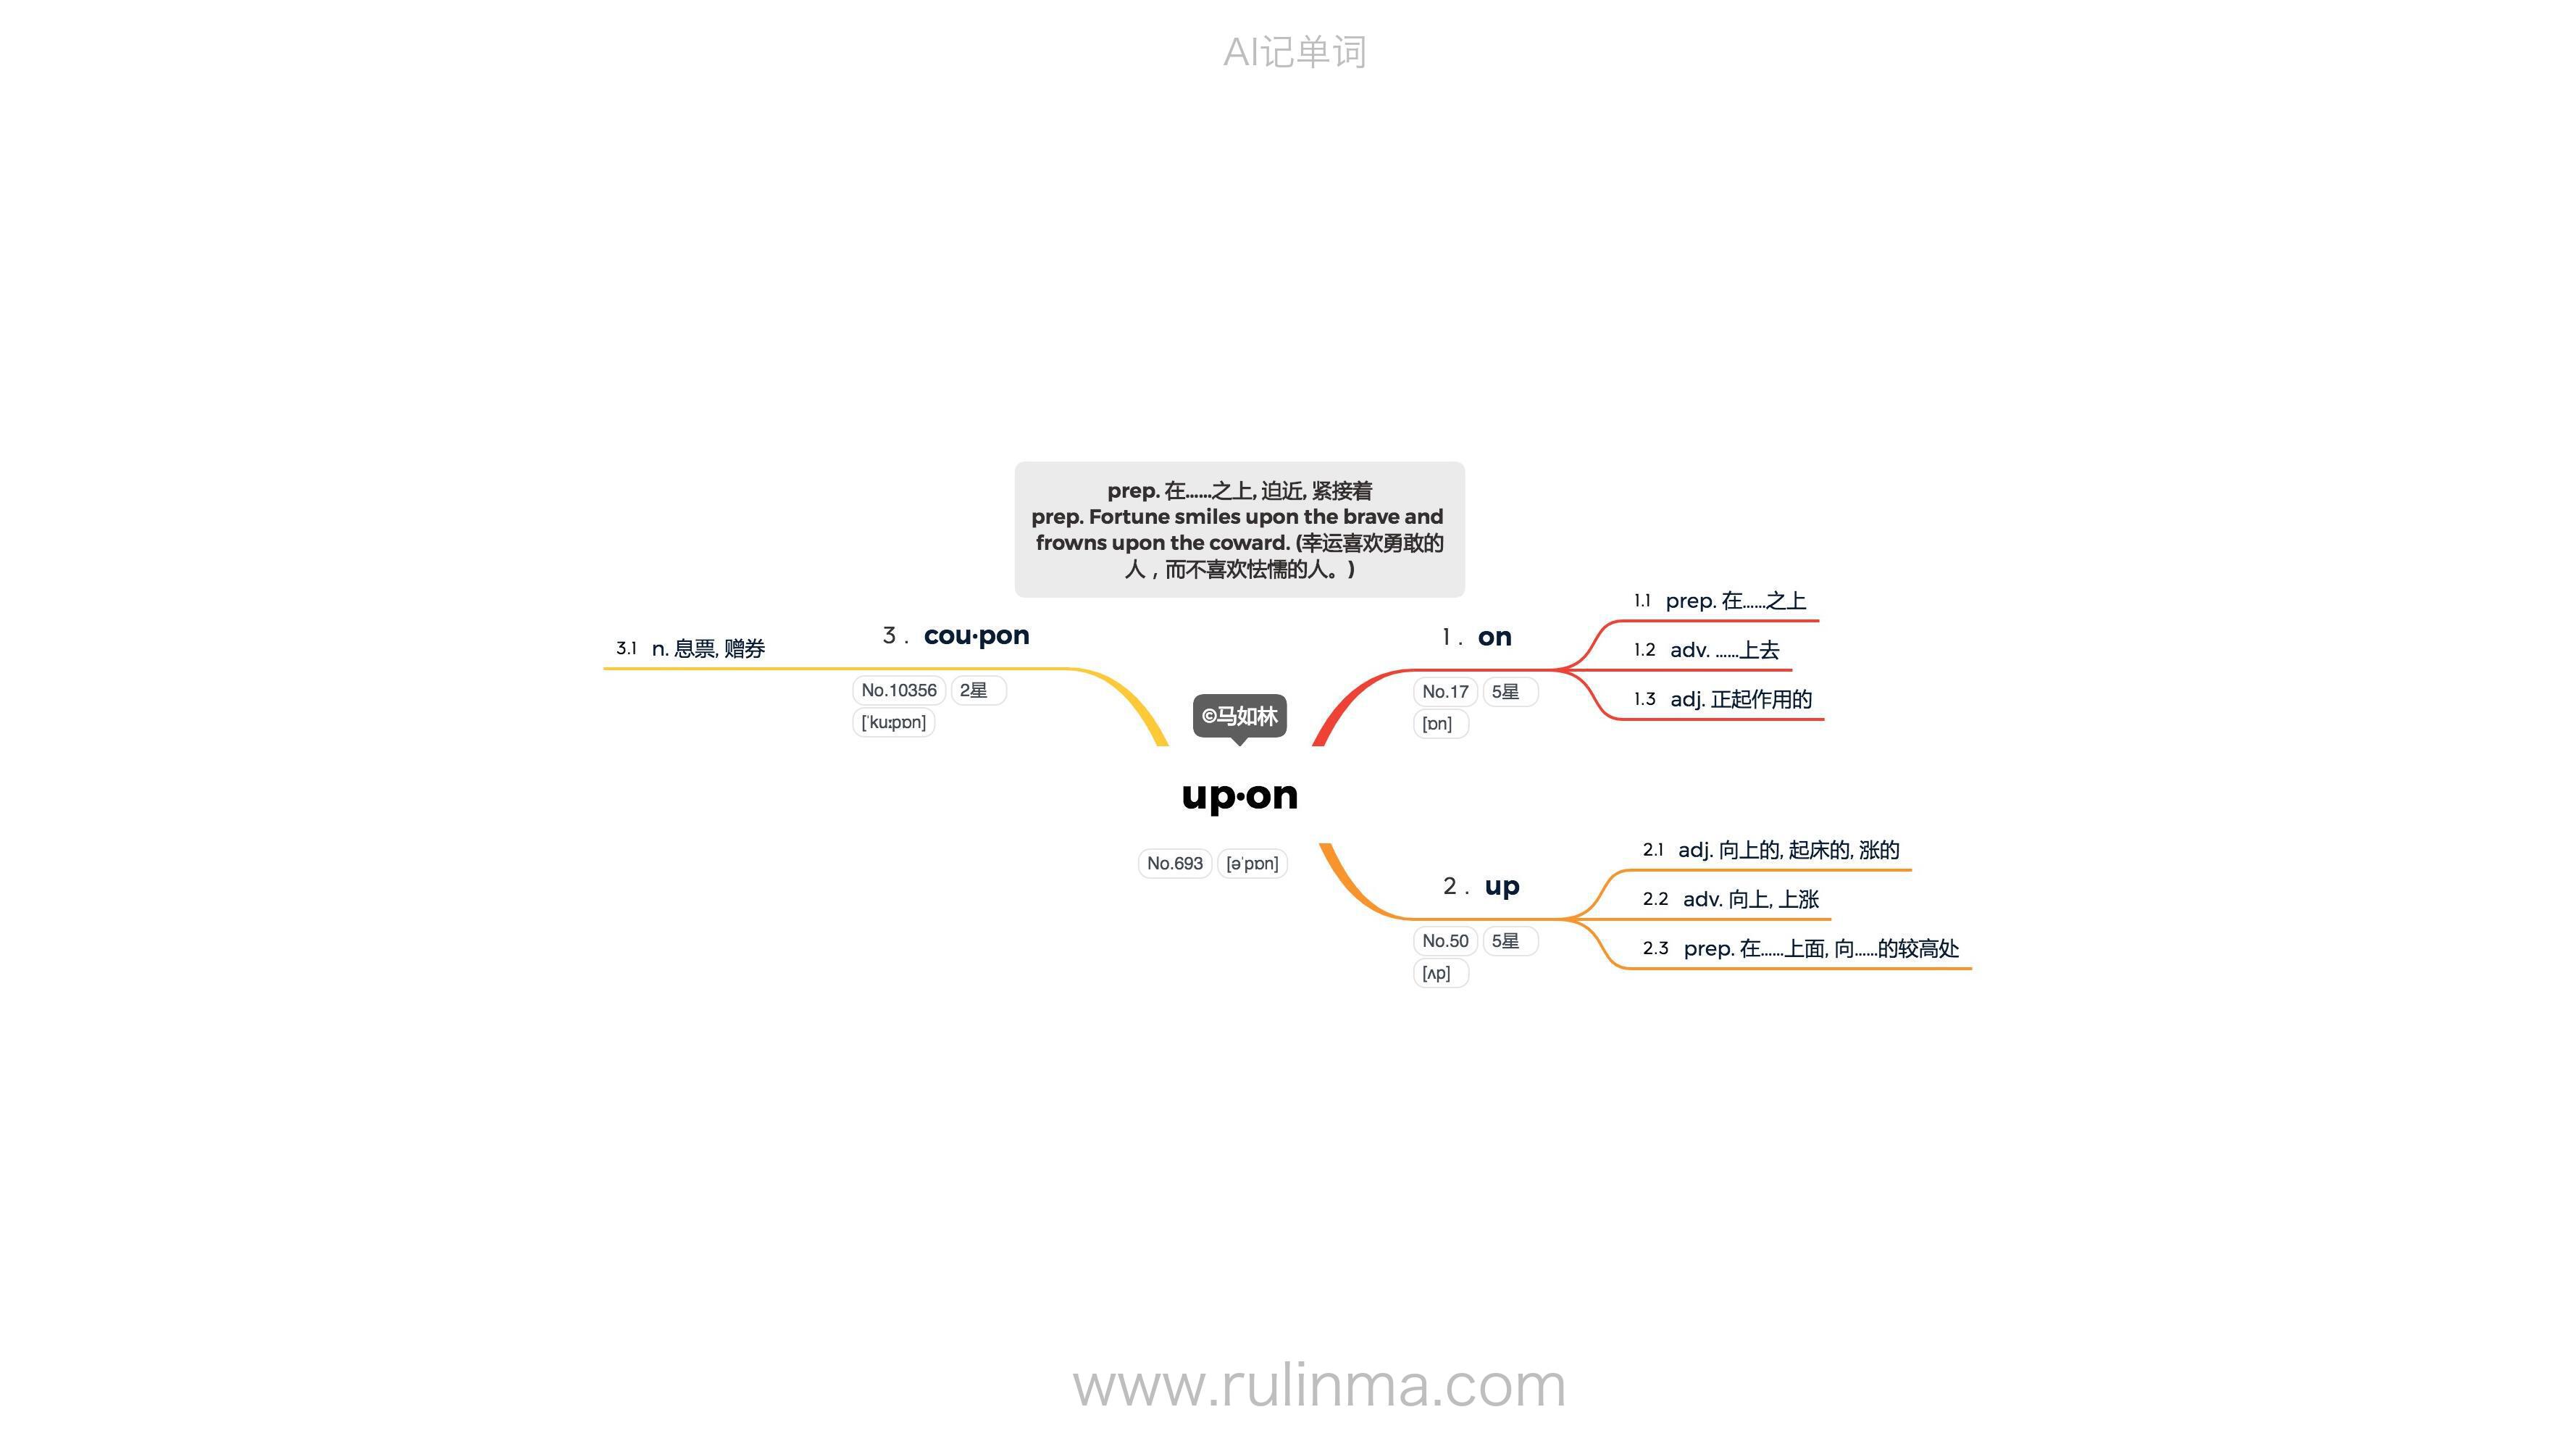 AI记单词
prep. 在……之上, 迫近, 紧接着
prep. Fortune smiles upon the brave and
frowns upon the coward. (幸运喜欢勇敢的
人，而不喜欢怯懦的人。)
©马如林
up·on
No.693 [əˈpɒn]
1 . on
No.17 5星
[ɒn]
1.1 prep. 在……之上
1.2 adv. ……上去
1.3 adj. 正起作用的
2 . up
No.50 5星
[ʌp]
2.1 adj. 向上的, 起床的, 涨的
2.2 adv. 向上, 上涨
2.3 prep. 在……上面, 向……的较高处
3 . cou·pon
No.10356 2星
[ˈkuːpɒn]
3.1 n. 息票, 赠券
www.rulinma.com